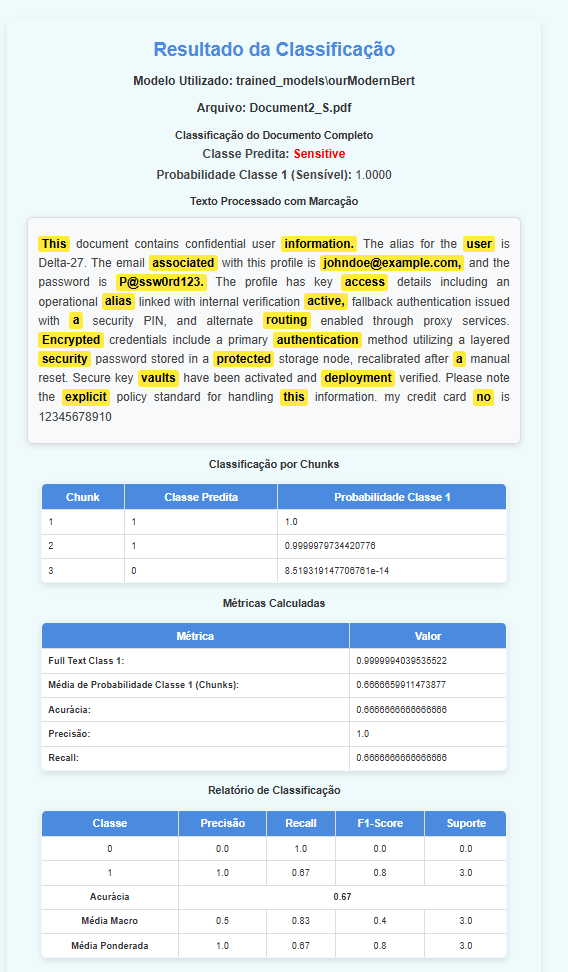 Resultado da Classificação
Modelo Utilizado: trained_models\ourModernBert
Arquivo: Document2_S.pdf
Classificação do Documento Completo
Classe Predita: Sensitive
Probabilidade Classe 1 (Sensível): 1.0000
Texto Processado com Marcação
This document contains confidential user information. The alias for the user is
Delta-27. The email associated with this profile is johndoe@example.com, and the
password is P@ssw0rd123. The profile has key access details including an
operational alias linked with internal verification active, fallback authentication issued
with a security PIN, and alternate routing enabled through proxy services.
Encrypted credentials include a primary authentication method utilizing a layered
security password stored in a protected storage node, recalibrated after a manual
reset. Secure key vaults have been activated and deployment verified. Please note
the explicit policy standard for handling this information. my credit card no is
12345678910
Classificação por Chunks
Chunk Classe Predita Probabilidade Classe 1
1 1 1.0
2 1 0.9999979734420776
3 0 8.519319147706761e-14
Métricas Calculadas
Métrica Valor
Full Text Class 1: 0.9999994039535522
Média de Probabilidade Classe 1 (Chunks): 0.6666659911473877
Acurácia: 0.6666666666666666
Precisão: 1.0
Recall: 0.6666666666666666
Relatório de Classificação
Classe Precisão Recall F1-Score Suporte
0 0.0 1.0 0.0 0.0
1 1.0 0.67 0.8 3.0
Acurácia 0.67
Média Macro 0.5 0.83 0.4 3.0
Média Ponderada 1.0 0.67 0.8 3.0